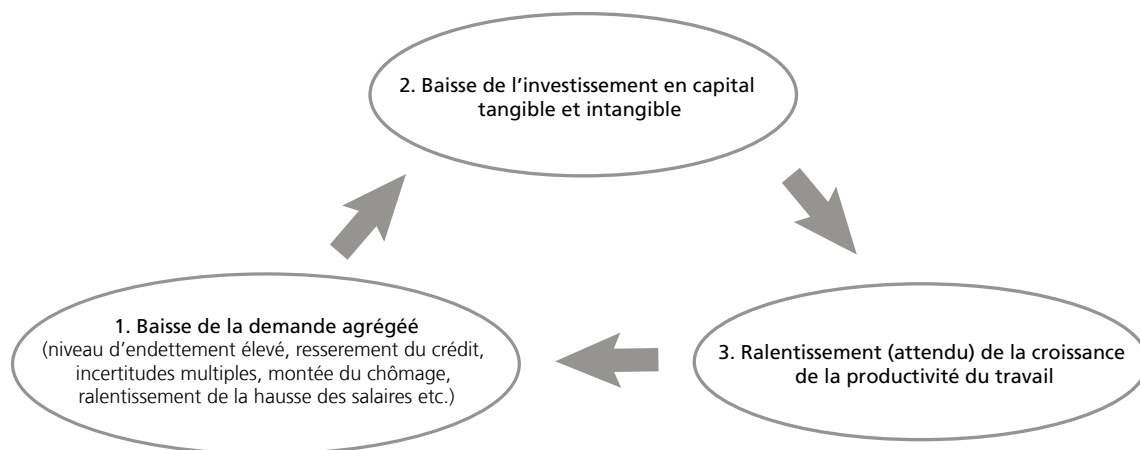 2. Baisse de l’investissement en capital
tangible et intangible
1. Baisse de la demande agrégéé
(niveau d’endettement élevé, resserement du crédit,
incertitudes multiples, montée du chômage,
ralentissement de la hausse des salaires etc.)
3. Ralentissement (attendu) de la croissance
de la productivité du travail